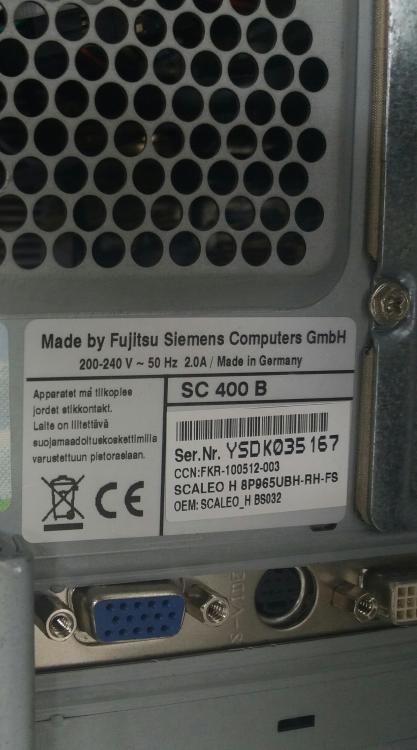 Made by Fujitsu Siemens Computers GmbH
200-240 V ~ 50 Hz 2.0A / Made in Germany
Apparatet må tilkoples
jordet stikkontakt.
Laite on liitettävä
suojamaadoituskoskettimilla
varustettuun pistorasiaan.
CE
SC 400 B
Ser.Nr. YSDK035167
CCN:FKR-100512-003
SCALEO H 8P965UBH-RH-FS
OEM: SCALEO_H BS032
S-VIDEO